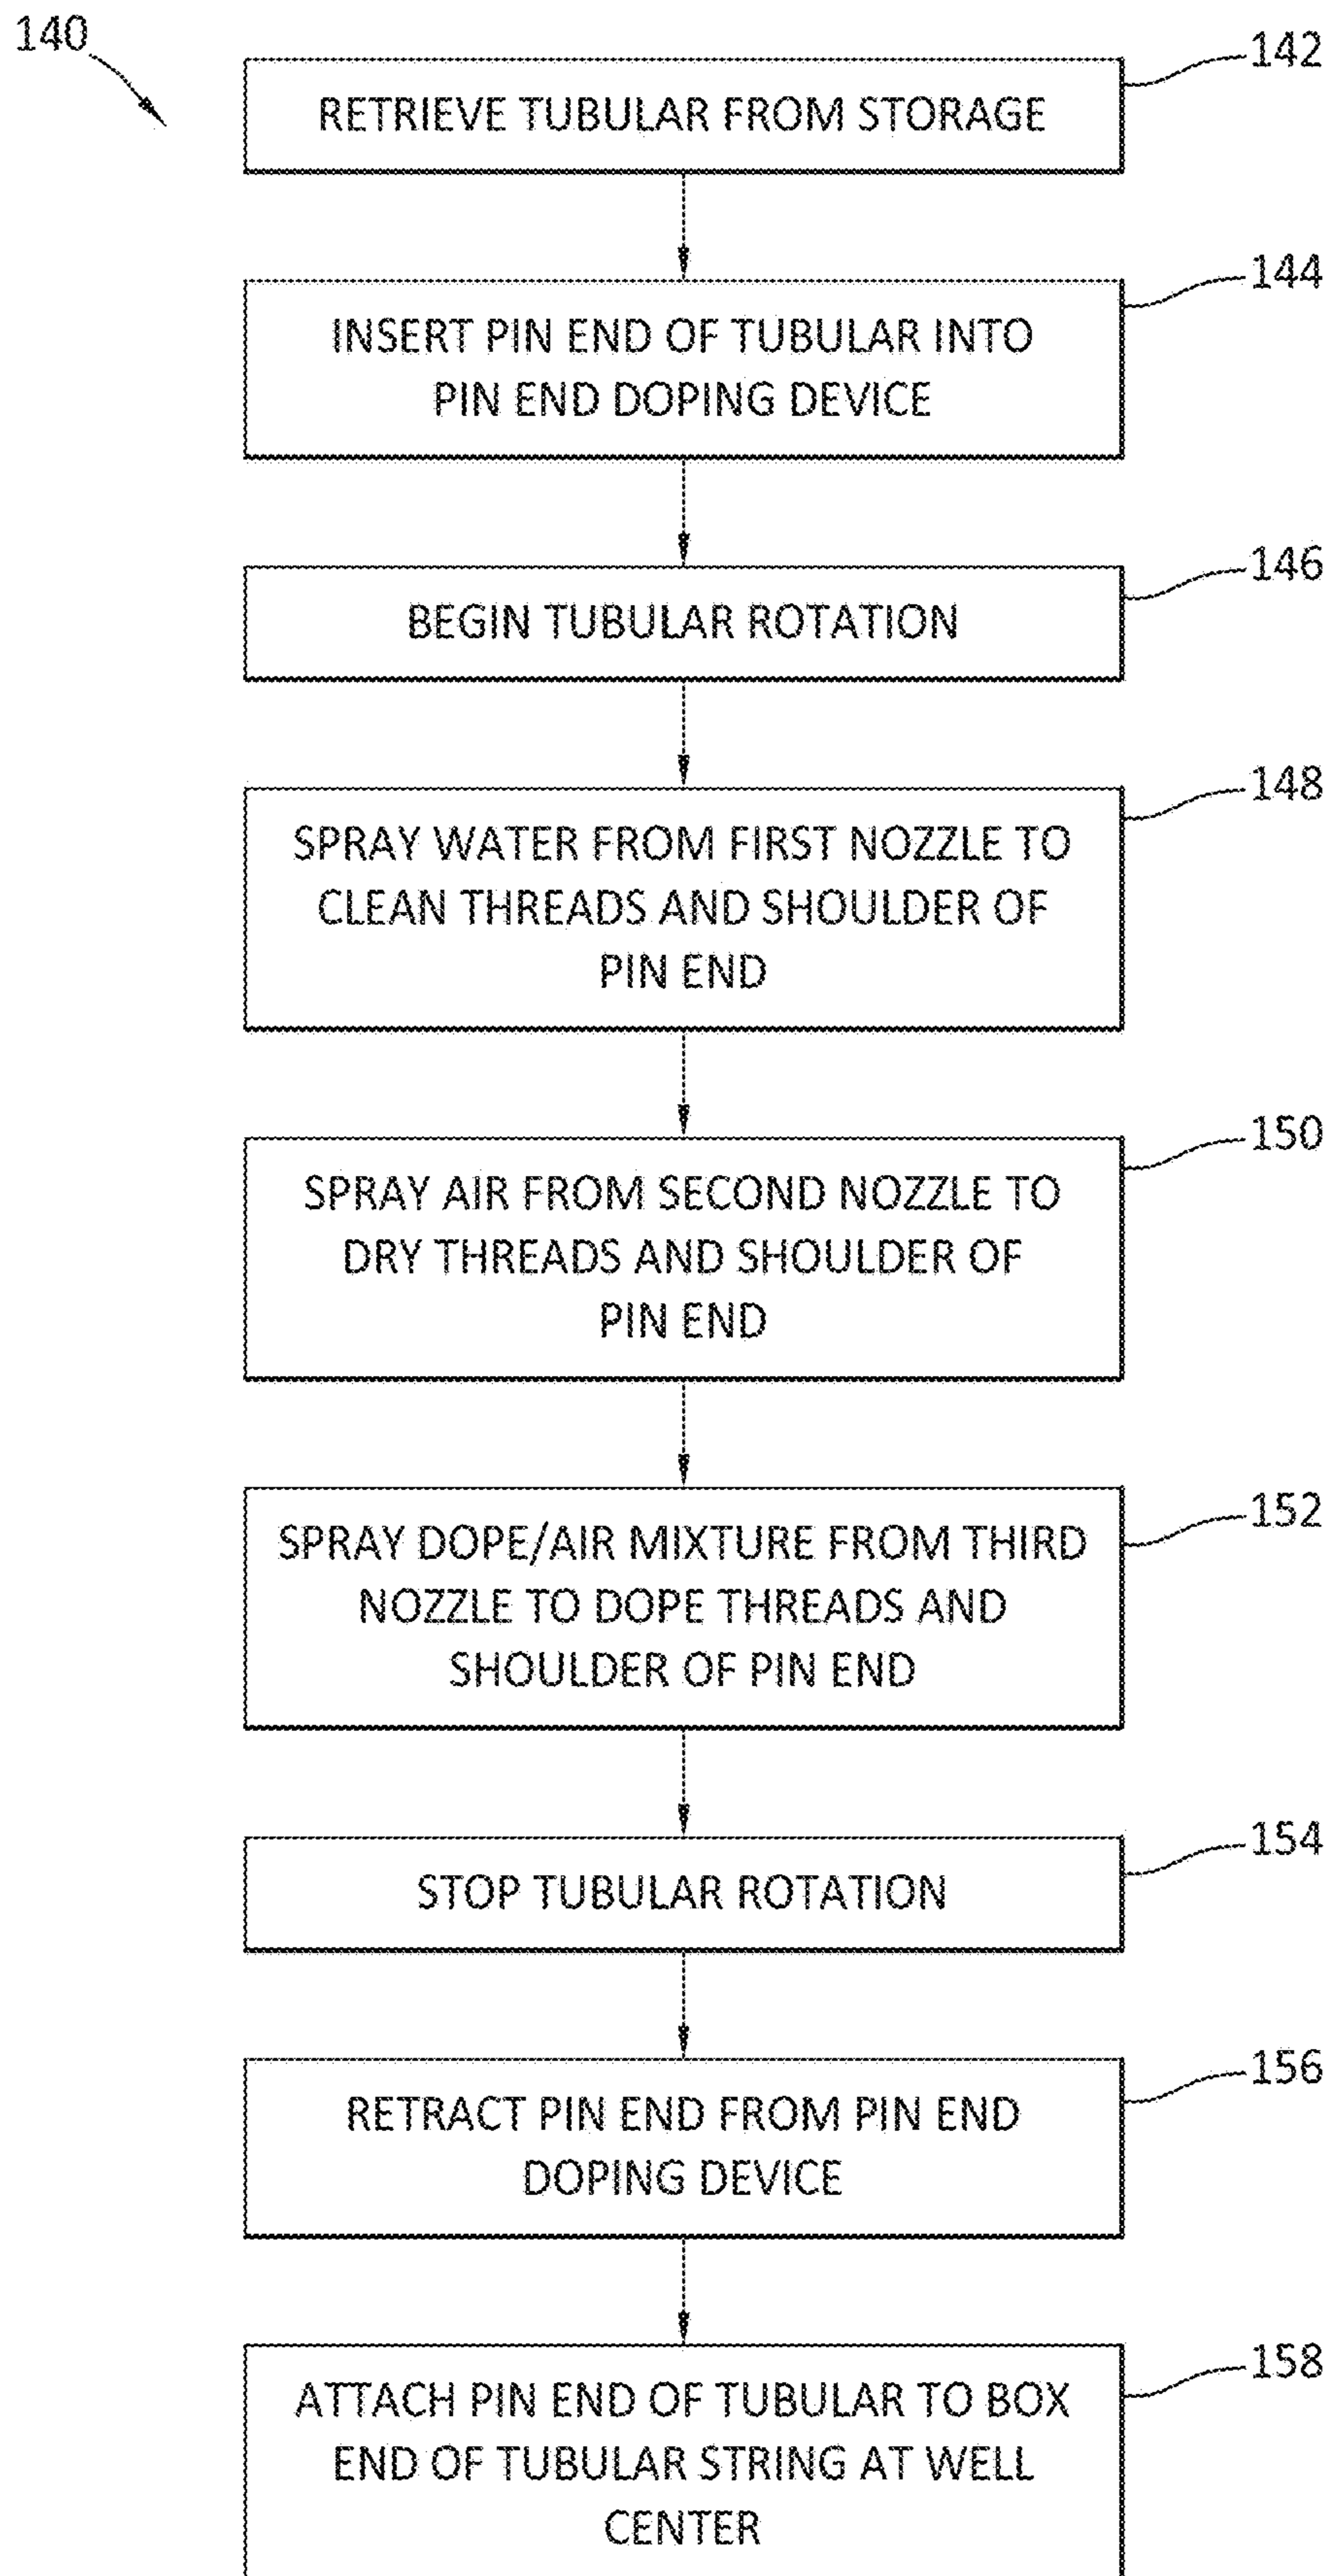 140
142
RETRIEVE TUBULAR FROM STORAGE
144
INSERT PIN END OF TUBULAR INTO
PIN END DOPING DEVICE
146
BEGIN TUBULAR ROTATION
148
SPRAY WATER FROM FIRST NOZZLE TO
CLEAN THREADS AND SHOULDER OF
PIN END
150
SPRAY AIR FROM SECOND NOZZLE TO
DRY THREADS AND SHOULDER OF
PIN END
152
SPRAY DOPE/AIR MIXTURE FROM THIRD
NOZZLE TO DOPE THREADS AND
SHOULDER OF PIN END
154
STOP TUBULAR ROTATION
156
RETRACT PIN END FROM PIN END
DOPING DEVICE
158
ATTACH PIN END OF TUBULAR TO BOX
END OF TUBULAR STRING AT WELL
CENTER